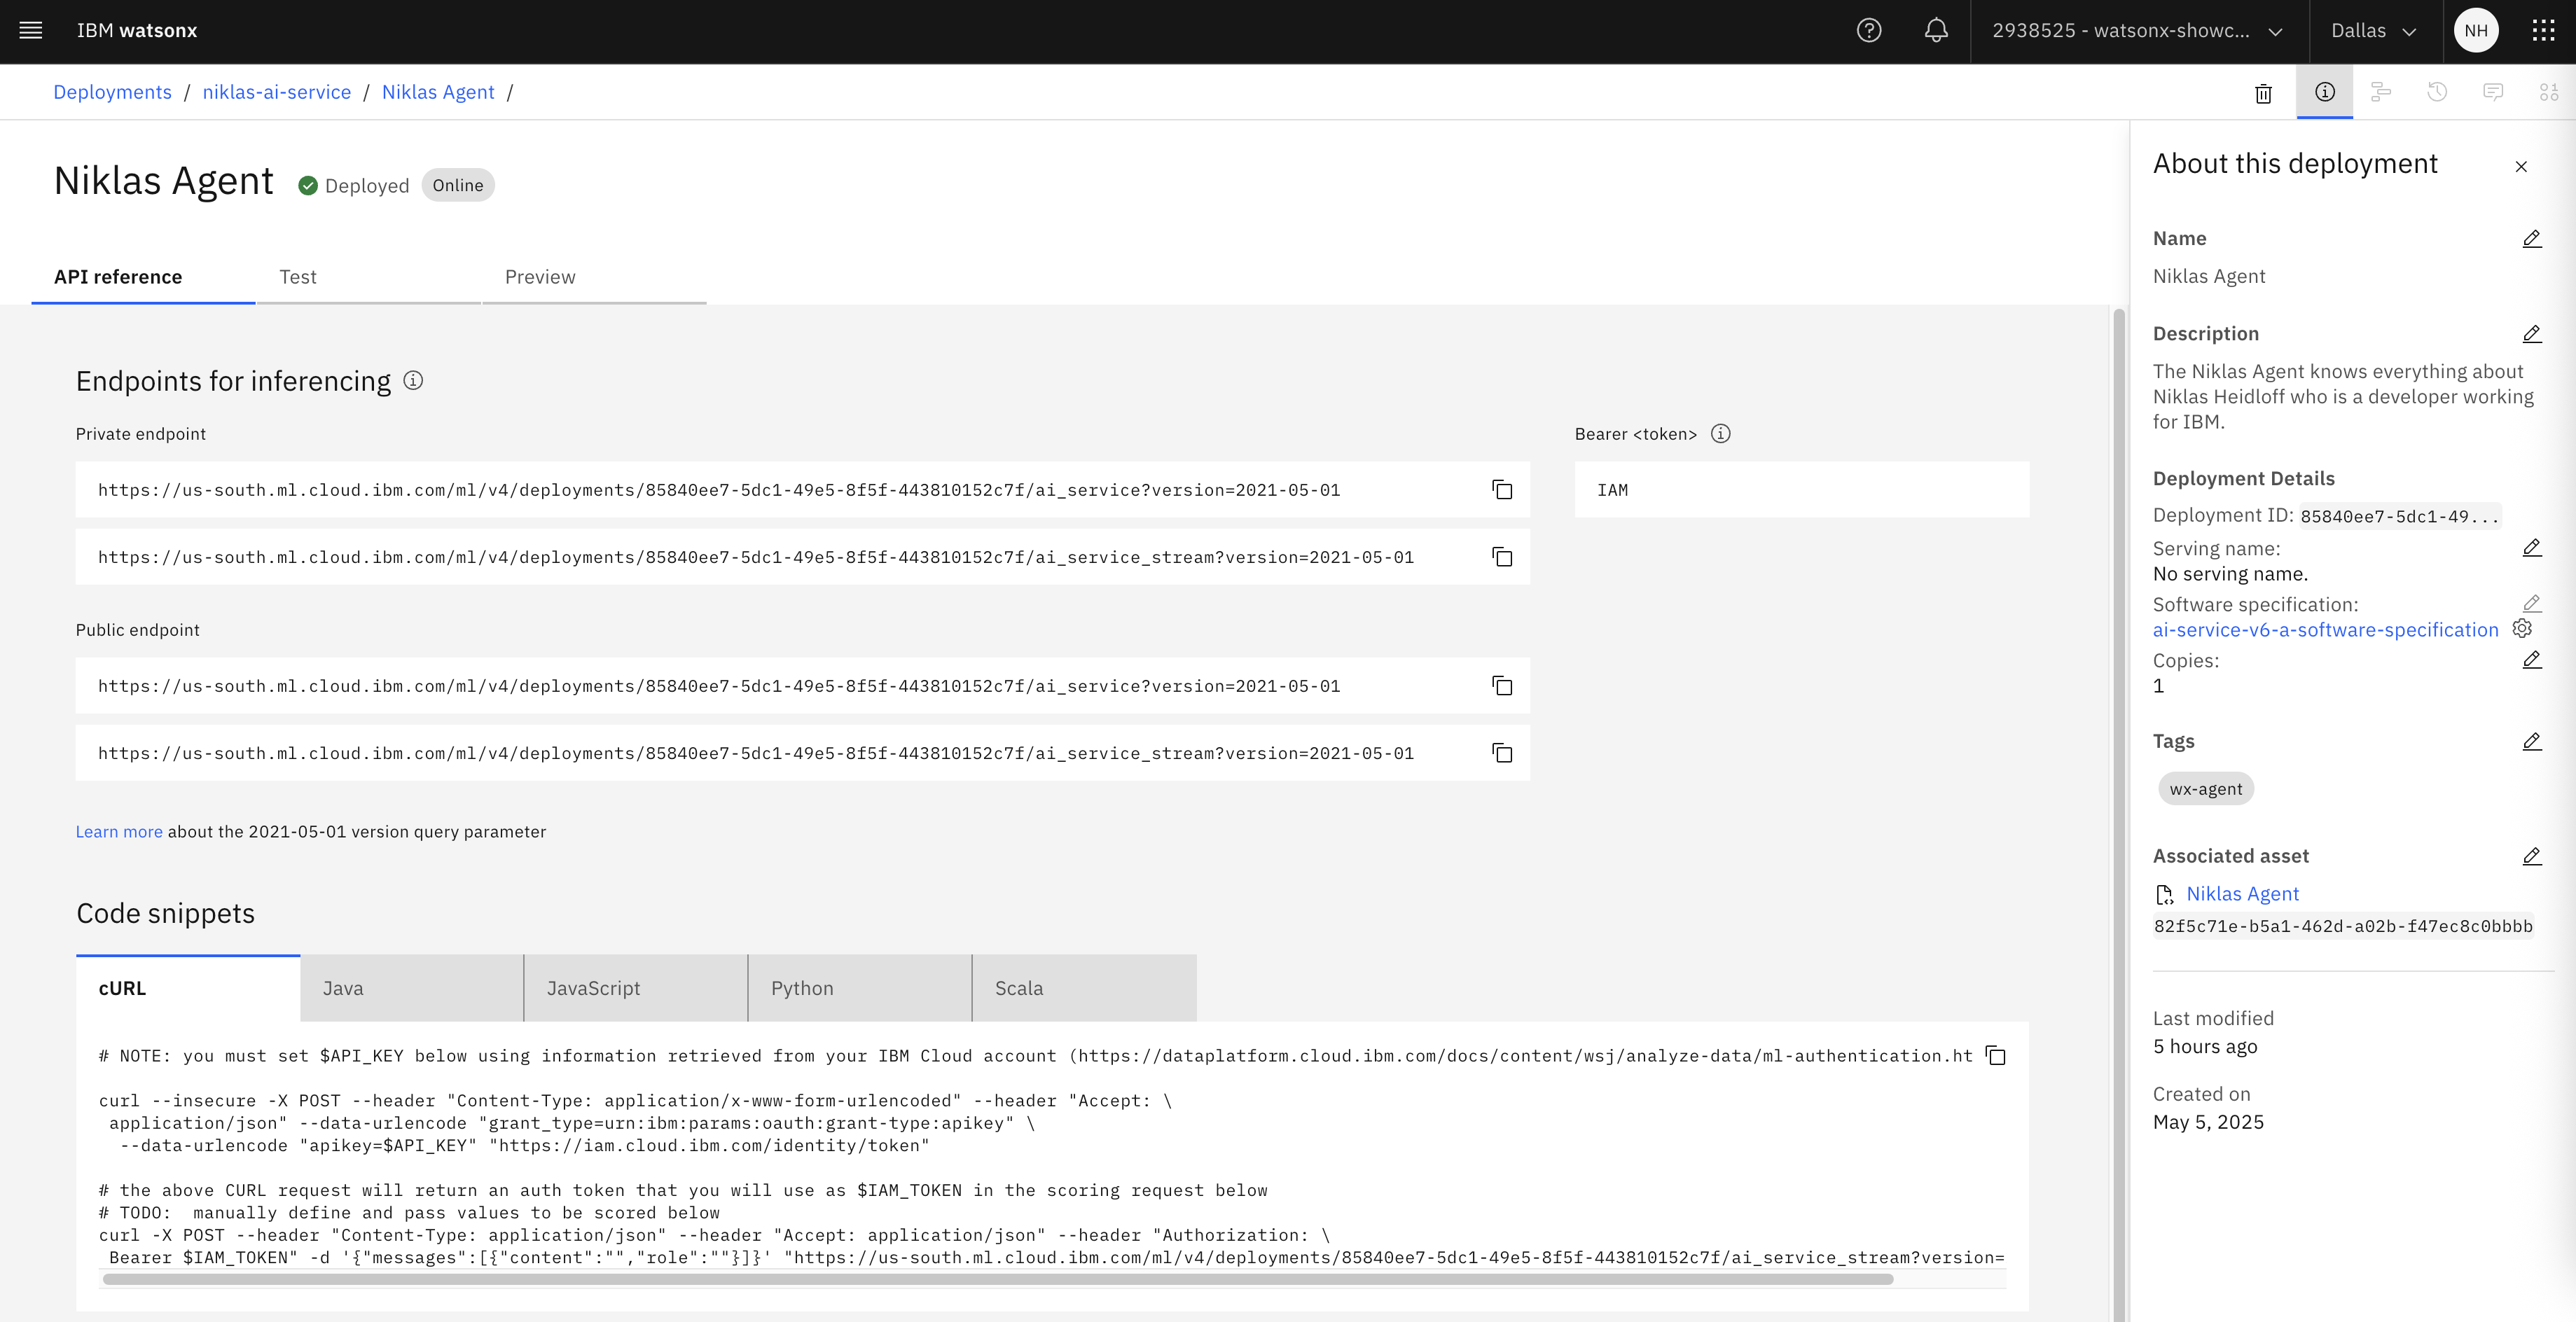 IBM watsonx
2938525 - watsonx-showc...
Dallas
NH
Deployments / niklas-ai-service / Niklas Agent /
Niklas Agent
Deployed
Online
API reference
Test
Preview
Endpoints for inferencing
Private endpoint
https://us-south.ml.cloud.ibm.com/ml/v4/deployments/85840ee7-5dc1-49e5-8f5f-443810152c7f/ai_service?version=2021-05-01
https://us-south.ml.cloud.ibm.com/ml/v4/deployments/85840ee7-5dc1-49e5-8f5f-443810152c7f/ai_service_stream?version=2021-05-01
Bearer <token>
IAM
Public endpoint
https://us-south.ml.cloud.ibm.com/ml/v4/deployments/85840ee7-5dc1-49e5-8f5f-443810152c7f/ai_service?version=2021-05-01
https://us-south.ml.cloud.ibm.com/ml/v4/deployments/85840ee7-5dc1-49e5-8f5f-443810152c7f/ai_service_stream?version=2021-05-01
Learn more about the 2021-05-01 version query parameter
Code snippets
cURL
Java
JavaScript
Python
Scala
# NOTE: you must set $API_KEY below using information retrieved from your IBM Cloud account (https://dataplatform.cloud.ibm.com/docs/content/wsj/analyze-data/ml-authentication.ht
curl --insecure -X POST --header "Content-Type: application/x-www-form-urlencoded" --header "Accept: \
application/json" --data-urlencode "grant_type=urn:ibm:params:oauth:grant-type:apikey" \
--data-urlencode "apikey=$API_KEY" "https://iam.cloud.ibm.com/identity/token"
# the above CURL request will return an auth token that you will use as $IAM_TOKEN in the scoring request below
# TODO:  manually define and pass values to be scored below
curl -X POST --header "Content-Type: application/json" --header "Accept: application/json" --header "Authorization: \
Bearer $IAM_TOKEN" -d '{"messages":[{"content":"","role":""}]}' "https://us-south.ml.cloud.ibm.com/ml/v4/deployments/85840ee7-5dc1-49e5-8f5f-443810152c7f/ai_service_stream?version=
About this deployment
Name
Niklas Agent
Description
The Niklas Agent knows everything about
Niklas Heidloff who is a developer working
for IBM.
Deployment Details
Deployment ID: 85840ee7-5dc1-49...
Serving name:
No serving name.
Software specification:
ai-service-v6-a-software-specification
Copies:
1
Tags
wx-agent
Associated asset
Niklas Agent
82f5c71e-b5a1-462d-a02b-f47ec8c0bbbb
Last modified
5 hours ago
Created on
May 5, 2025